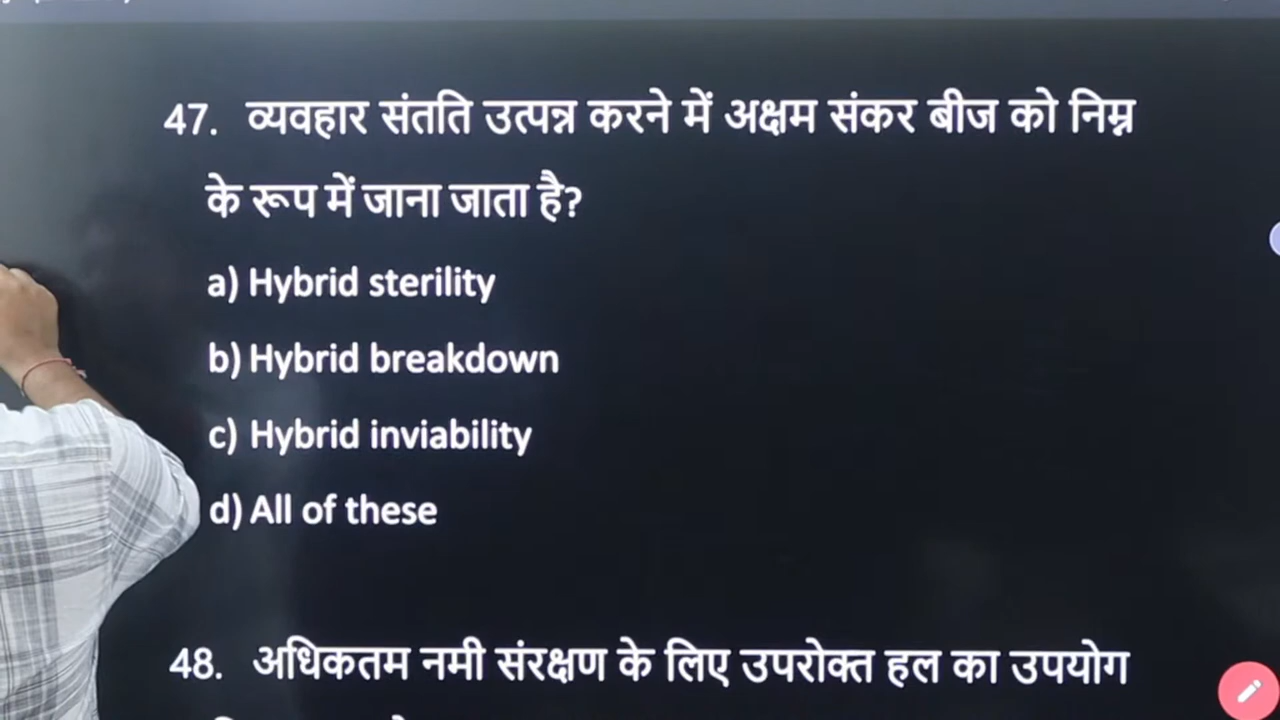 47. व्यवहार संतति उत्पन्न करने में अक्षम संकर बीज को निम्न
के रूप में जाना जाता है?
a) Hybrid sterility
b) Hybrid breakdown
c) Hybrid inviability
d) All of these
48. अधिकतम नमी संरक्षण के लिए उपरोक्त हल का उपयोग